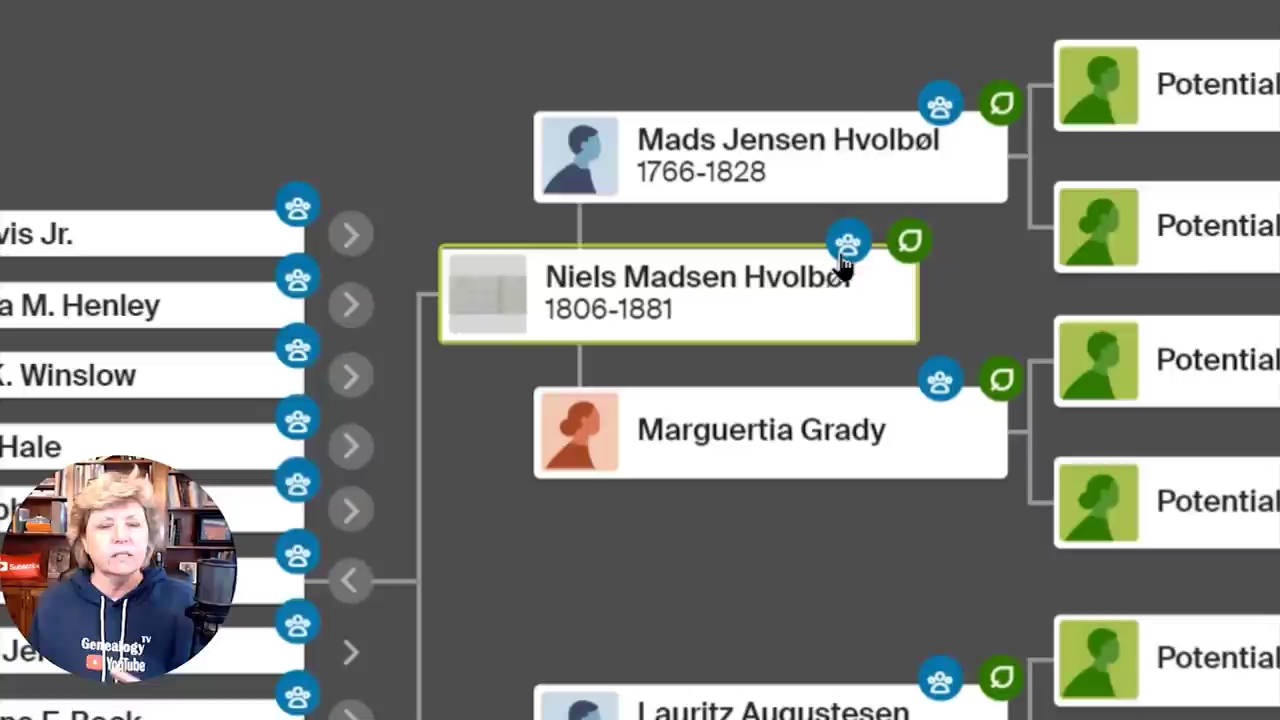 Potential
Mads Jensen Hvolbøl
1766-1828
Potential
vis Jr.
Niels Madsen Hvolbøl
1806-1881
a M. Henley
Potential
K. Winslow
Marguertia Grady
Hale
Potential
Subscribe
Genealogy TV
YouTube
Potential
Lauritz Augustesen